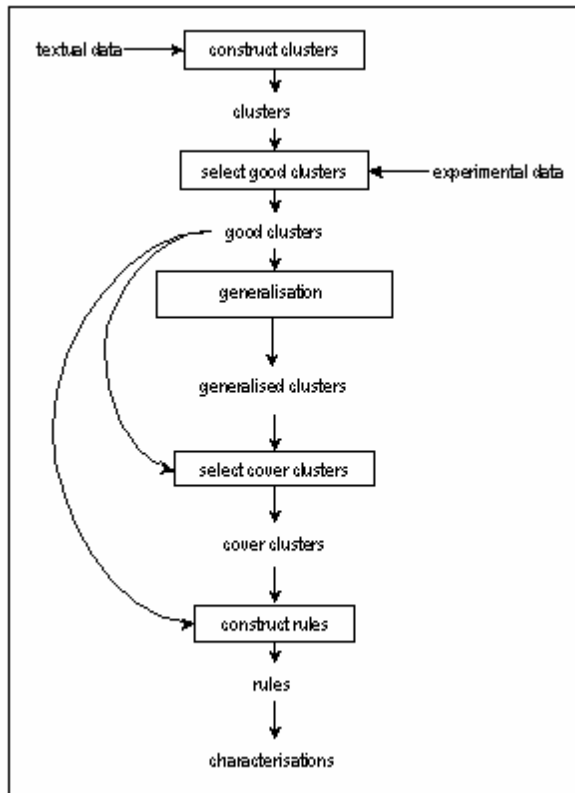 textual data
construct clusters
clusters
select good clusters
experimental data
good clusters
generalisation
generalised clusters
select cover clusters
cover clusters
construct rules
rules
characterisations